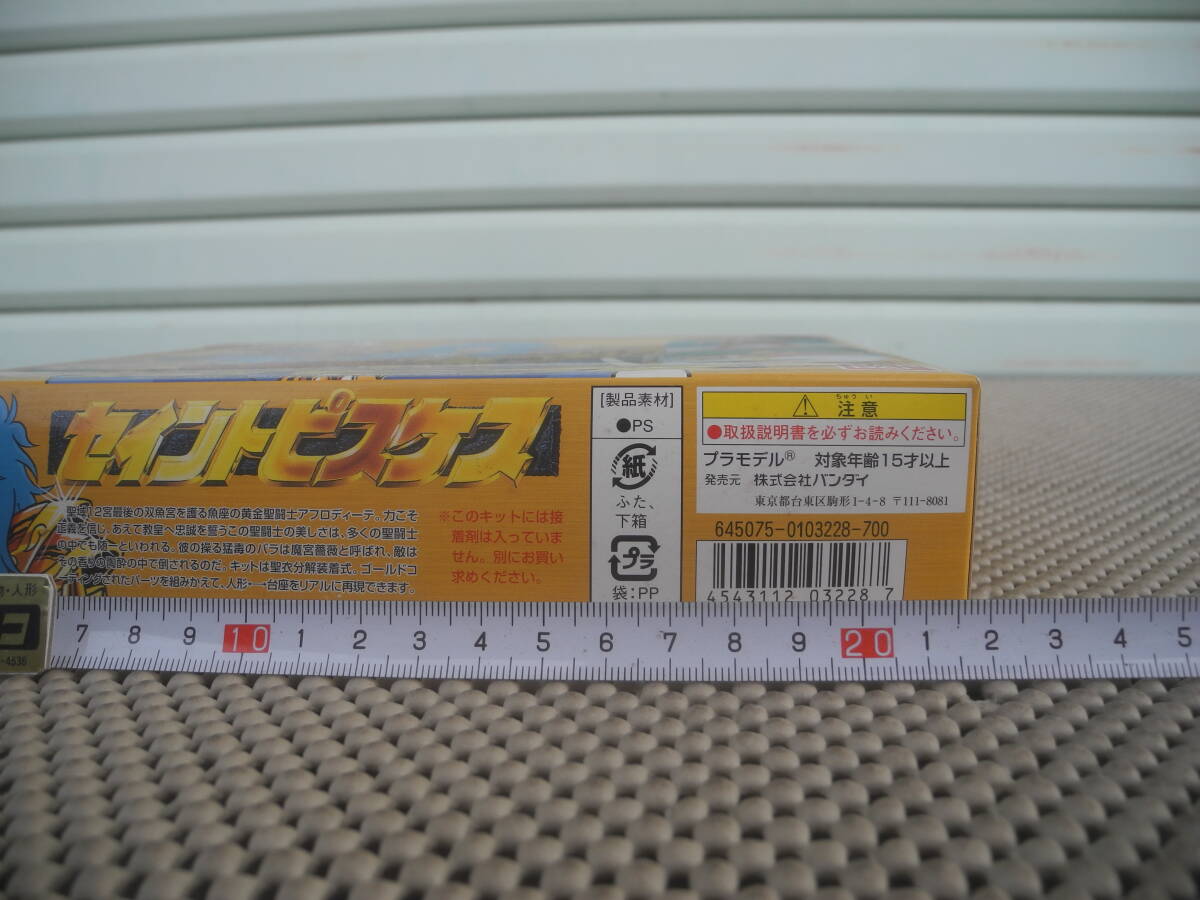 セイントピスケス
聖域12宮最後の双魚宮を護る魚座の黄金聖闘士アフロディーテ。力こそ
正義を信じ、あえて教皇へ忠誠を誓うこの聖闘士の美しさは、多くの聖闘士
の中でも随一といわれる。彼の操る猛毒のバラは魔宮薔薇と呼ばれ、敵は
その香りの陶酔の中で倒されるのだ。キットは聖衣分解装着式、ゴールドコ
ーティングされたパーツを組みかえて、人形・→台座をリアルに再現できます。
※このキットには接
着剤は入っていま
せん。別にお買い
求めください。
[製品素材]
●PS
紙
ふた、
下箱
プラ
袋:PP
ちゅう い
注意
●取扱説明書を必ずお読みください。
プラモデル® 対象年齢15才以上
発売元 株式会社バンダイ
東京都台東区駒形1-4-8 〒111-8081
645075-0103228-700
4543112 03228 7
・人形
-4536
7 8 9 10 1 2 3 4 5 6 7 8 9 20 1 2 3 4 5